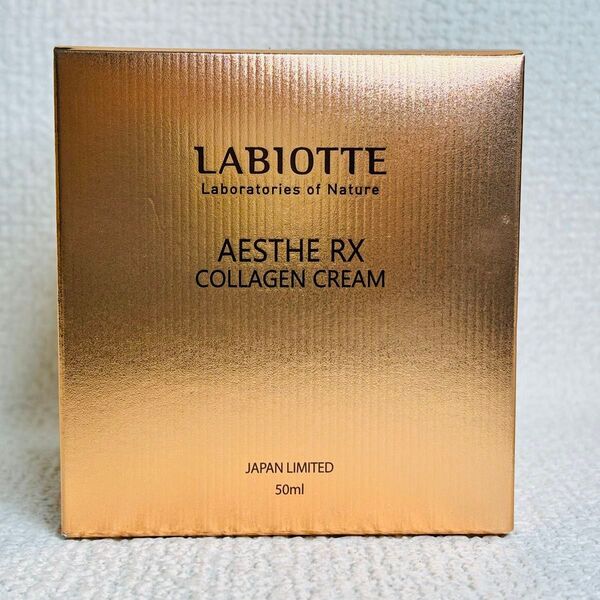 LABIOTTE
Laboratories of Nature
AESTHE RX
COLLAGEN CREAM
JAPAN LIMITED
50ml